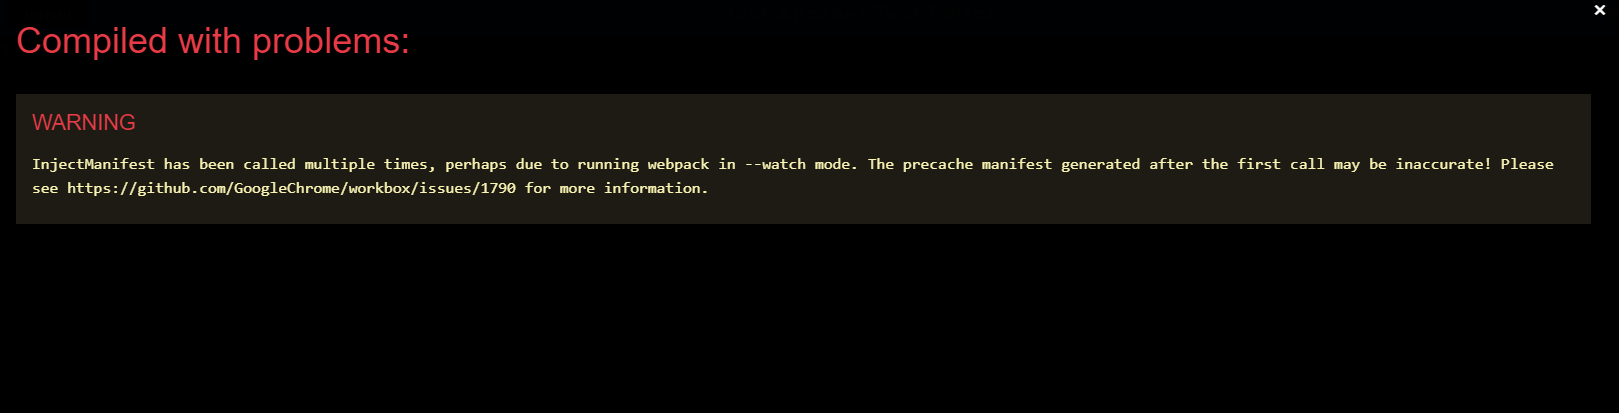 ×
Compiled with problems:
WARNING
InjectManifest has been called multiple times, perhaps due to running webpack in --watch mode. The precache manifest generated after the first call may be inaccurate! Please
see https://github.com/GoogleChrome/workbox/issues/1790 for more information.